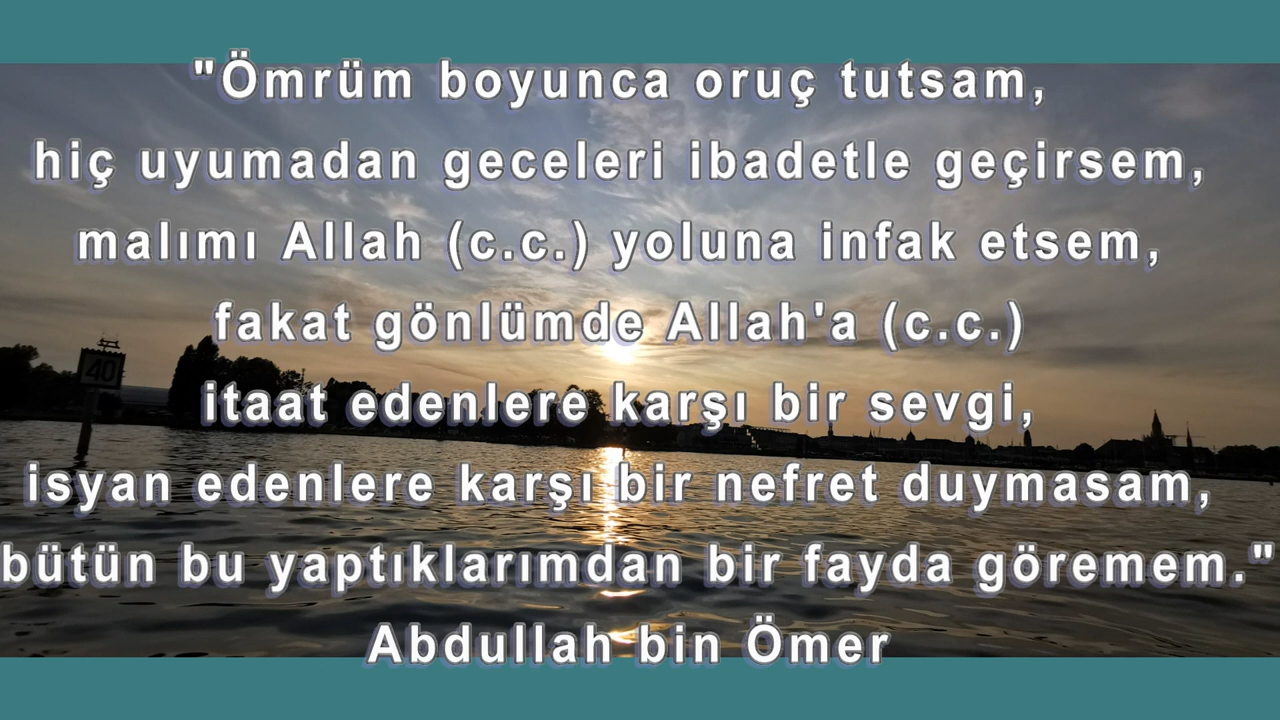 "Ömrüm boyunca oruç tutsam,
hiç uyumadan geceleri ibadetle geçirsem,
malımı Allah (c.c.) yoluna infak etsem,
fakat gönlümde Allah'a (c.c.)
itaat edenlere karşı bir sevgi,
isyan edenlere karşı bir nefret duymasam,
bütün bu yaptıklarımdan bir fayda göremem."
Abdullah bin Ömer
40